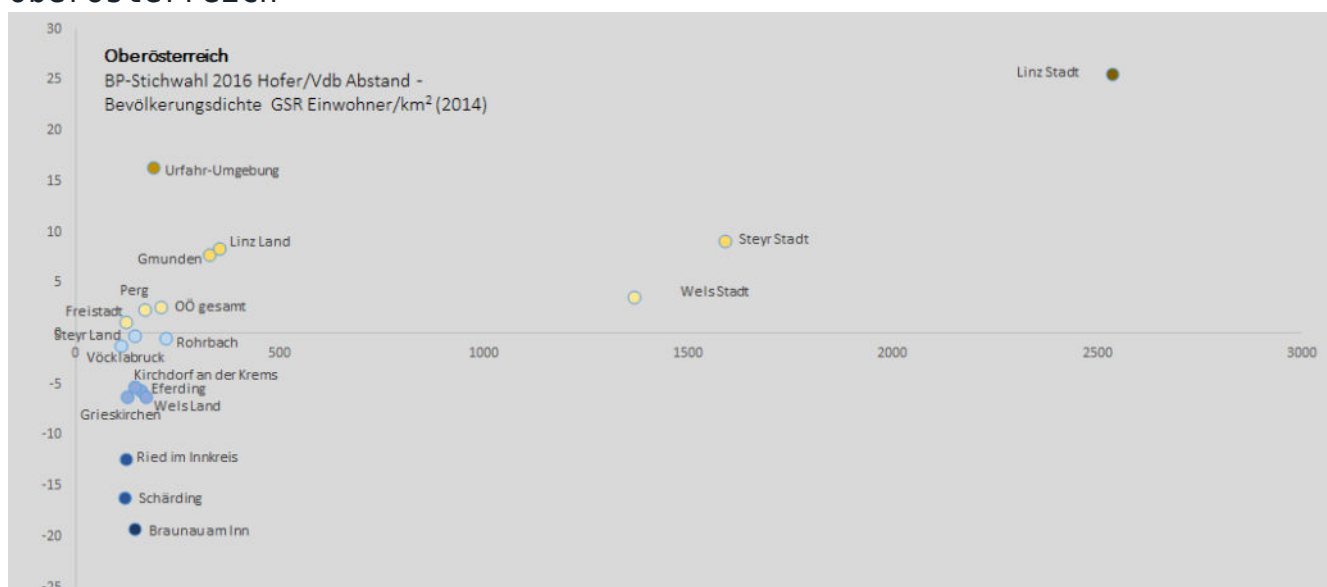 30
Oberösterreich
BP-Stichwahl 2016 Hofer/Vdb Abstand -
25
Linz Stadt
Bevölkerungsdichte GSR Einwohner/km² (2014)
20
Urfahr-Umgebung
15
10
Linz Land
Steyr Stadt
Gmunden
5
Perg
Wels Stadt
Freistadt
OÖ gesamt
0
Steyr Land
Rohrbach
0
Vöcklabruck
500
1000
1500
2000
2500
3000
Kirchdorf an der Krems
-5
Eferding
Wels Land
Grieskirchen
-10
Ried im Innkreis
-15
Schärding
Braunau am Inn
-20
-25